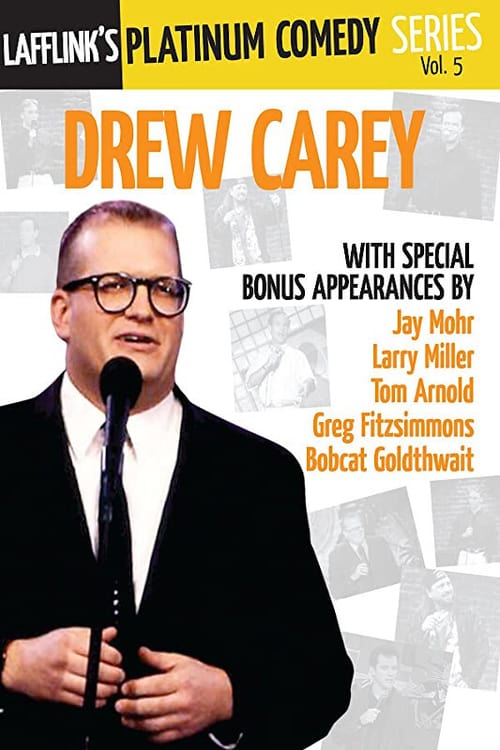 LAFFLINK'S PLATINUM COMEDY SERIES
Vol. 5
DREW CAREY
WITH SPECIAL
BONUS APPEARANCES BY
Jay Mohr
Larry Miller
Tom Arnold
Greg Fitzsimmons
Bobcat Goldthwait